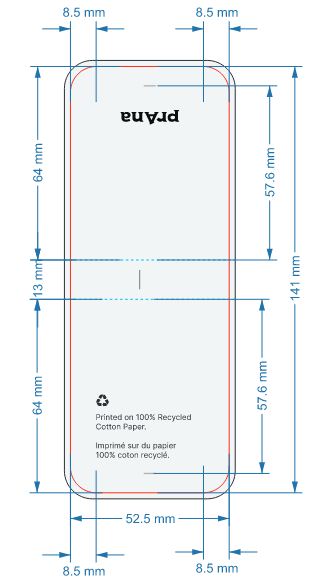 8.5 mm
8.5 mm
prAna
64 mm
57.6 mm
13 mm
141 mm
64 mm
57.6 mm
Printed on 100% Recycled
Cotton Paper.
Imprimé sur du papier
100% coton recyclé.
52.5 mm
8.5 mm
8.5 mm